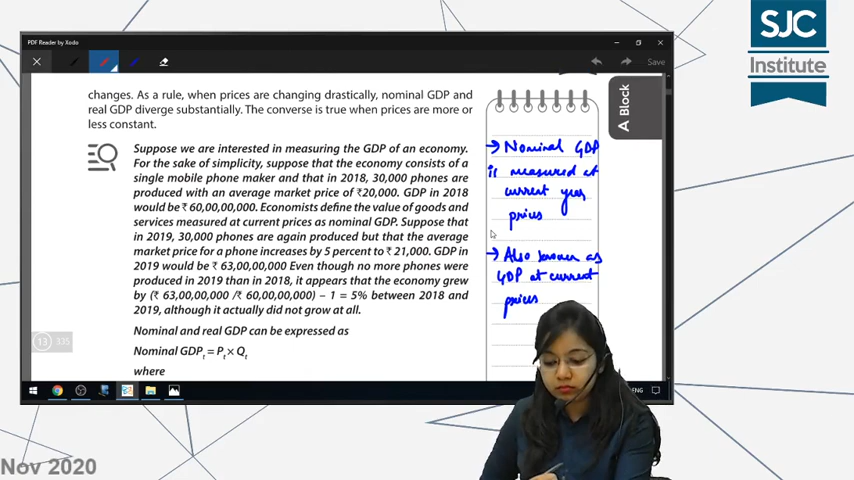 SJC
Institute
PDF Reader by Xodo
Save
A Block
changes. As a rule, when prices are changing drastically, nominal GDP and
real GDP diverge substantially. The converse is true when prices are more or
less constant.
Suppose we are interested in measuring the GDP of an economy.
For the sake of simplicity, suppose that the economy consists of a
single mobile phone maker and that in 2018, 30,000 phones are
produced with an average market price of ₹20,000. GDP in 2018
would be ₹ 60,00,00,000. Economists define the value of goods and
services measured at current prices as nominal GDP. Suppose that
in 2019, 30,000 phones are again produced but that the average
market price for a phone increases by 5 percent to ₹ 21,000. GDP in
2019 would be ₹ 63,00,00,000 Even though no more phones were
produced in 2019 than in 2018, it appears that the economy grew
by (₹ 63,00,00,000 /₹ 60,00,00,000) – 1 = 5% between 2018 and
2019, although it actually did not grow at all.
Nominal and real GDP can be expressed as
Nominal GDPt = Pt × Qt
where
→ Nominal GDP
is measured at
current year
prices
→ Also known as
GDP at current
prices
13 335
ENG
Nov 2020